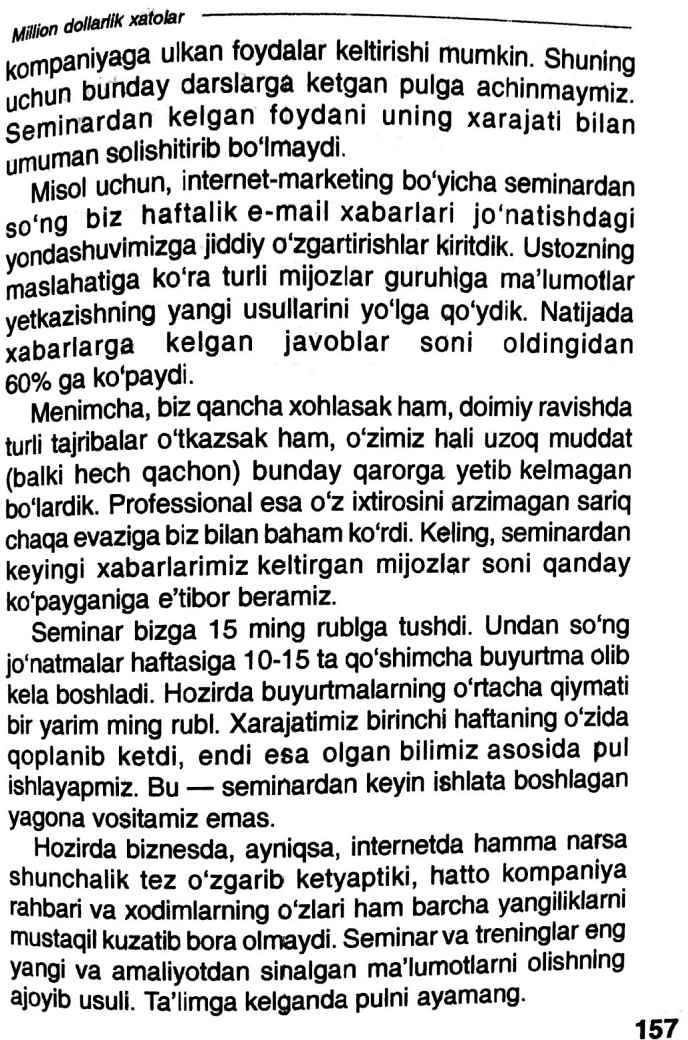 Million dollarlik xatolar
kompaniyaga ulkan foydalar keltirishi mumkin. Shuning
uchun bunday darslarga ketgan pulga achinmaymiz.
Seminardan kelgan foydani uning xarajati bilan
umuman solishitirib bo‘lmaydi.
Misol uchun, internet-marketing bo‘yicha seminardan
so‘ng biz haftalik e-mail xabarlari jo‘natishdagi
yondashuvimizga jiddiy o‘zgartirishlar kiritdik. Ustozning
maslahatiga ko‘ra turli mijozlar guruhiga ma’lumotlar
yetkazishning yangi usullarini yo‘lga qo‘ydik. Natijada
xabarlarga kelgan javoblar soni oldingidan
60% ga ko‘paydi.
Menimcha, biz qancha xohlasak ham, doimiy ravishda
turli tajribalar o‘tkazsak ham, o‘zimiz hali uzoq muddat
(balki hech qachon) bunday qarorga yetib kelmagan
bo‘lardik. Professional esa o‘z ixtirosini arzimagan sariq
chaqa evaziga biz bilan baham ko‘rdi. Keling, seminardan
keyingi xabarlarimiz keltirgan mijozlar soni qanday
ko‘payganiga e’tibor beramiz.
Seminar bizga 15 ming rublga tushdi. Undan so‘ng
jo‘natmalar haftasiga 10-15 ta qo‘shimcha buyurtma olib
kela boshladi. Hozirda buyurtmalarning o‘rtacha qiymati
bir yarim ming rubl. Xarajatimiz birinchi haftaning o‘zida
qoplanib ketdi, endi esa olgan bilimiz asosida pul
ishlayapmiz. Bu — seminardan keyin ishlata boshlagan
yagona vositamiz emas.
Hozirda biznesda, ayniqsa, internetda hamma narsa
shunchalik tez o‘zgarib ketyaptiki, hatto kompaniya
rahbari va xodimlarning o‘zlari ham barcha yangiliklarni
mustaqil kuzatib bora olmaydi. Seminar va treninglar eng
yangi va amaliyotdan sinalgan ma’lumotlarni olishning
ajoyib usuli. Ta’limga kelganda pulni ayamang.
157